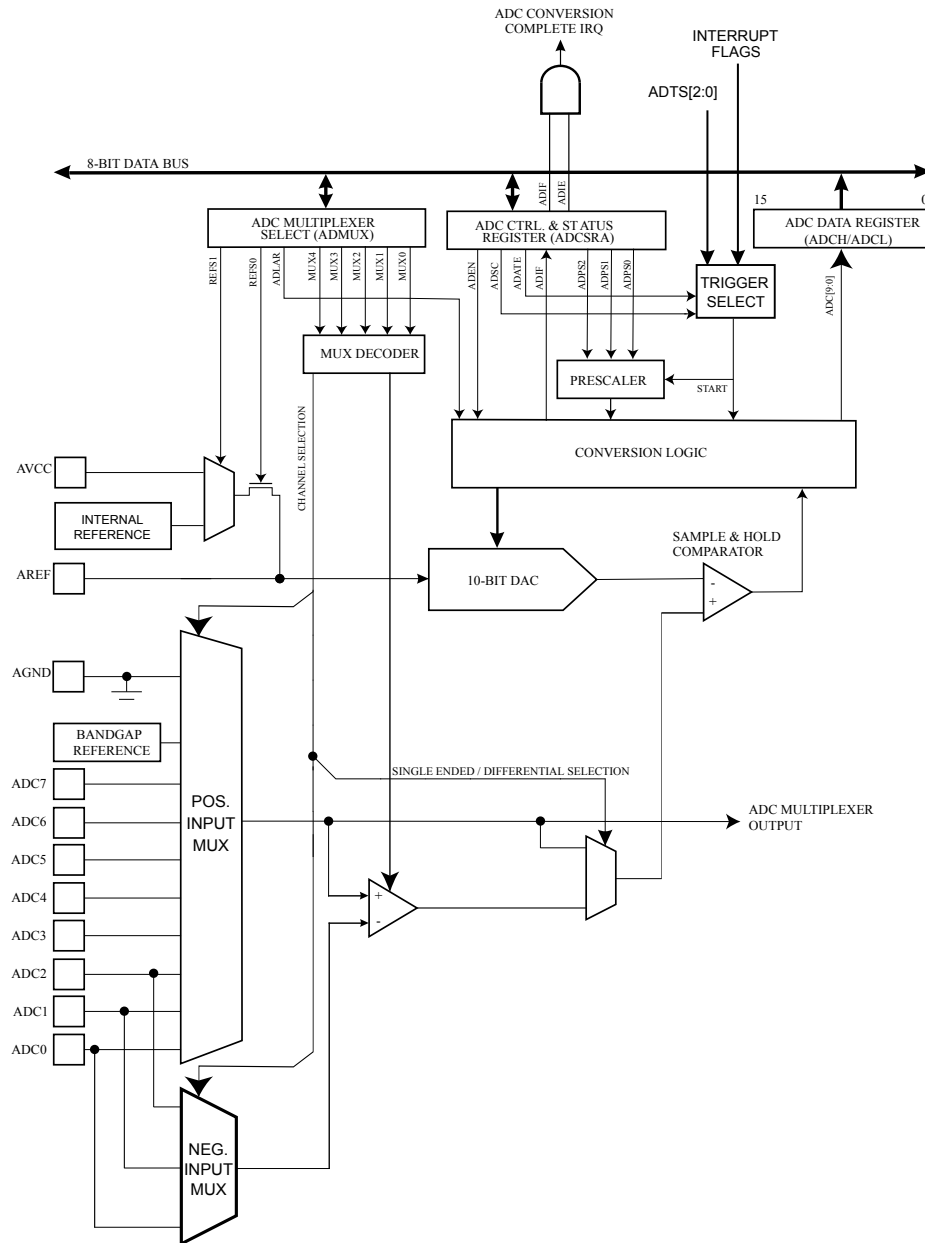 ADC CONVERSION
COMPLETE IRQ
INTERRUPT
FLAGS
ADTS[2:0]
8-BIT DATA BUS
ADIF
ADIE
15
0
ADC MULTIPLEXER
SELECT (ADMUX)
ADC CTRL. & STATUS
REGISTER (ADCSRA)
ADC DATA REGISTER
(ADCH/ADCL)
REFS1
REFS0
ADLAR
MUX4
MUX3
MUX2
MUX1
MUX0
ADEN
ADSC
ADATE
ADIF
ADPS2
ADPS1
ADPS0
TRIGGER
SELECT
ADC[9:0]
MUX DECODER
PRESCALER
START
CHANNEL SELECTION
CONVERSION LOGIC
AVCC
INTERNAL
REFERENCE
SAMPLE & HOLD
COMPARATOR
AREF
10-BIT DAC
-
+
AGND
BANDGAP
REFERENCE
SINGLE ENDED / DIFFERENTIAL SELECTION
ADC7
ADC6
ADC5
ADC4
ADC3
ADC2
ADC1
ADC0
POS.
INPUT
MUX
ADC MULTIPLEXER
OUTPUT
+
-
NEG.
INPUT
MUX